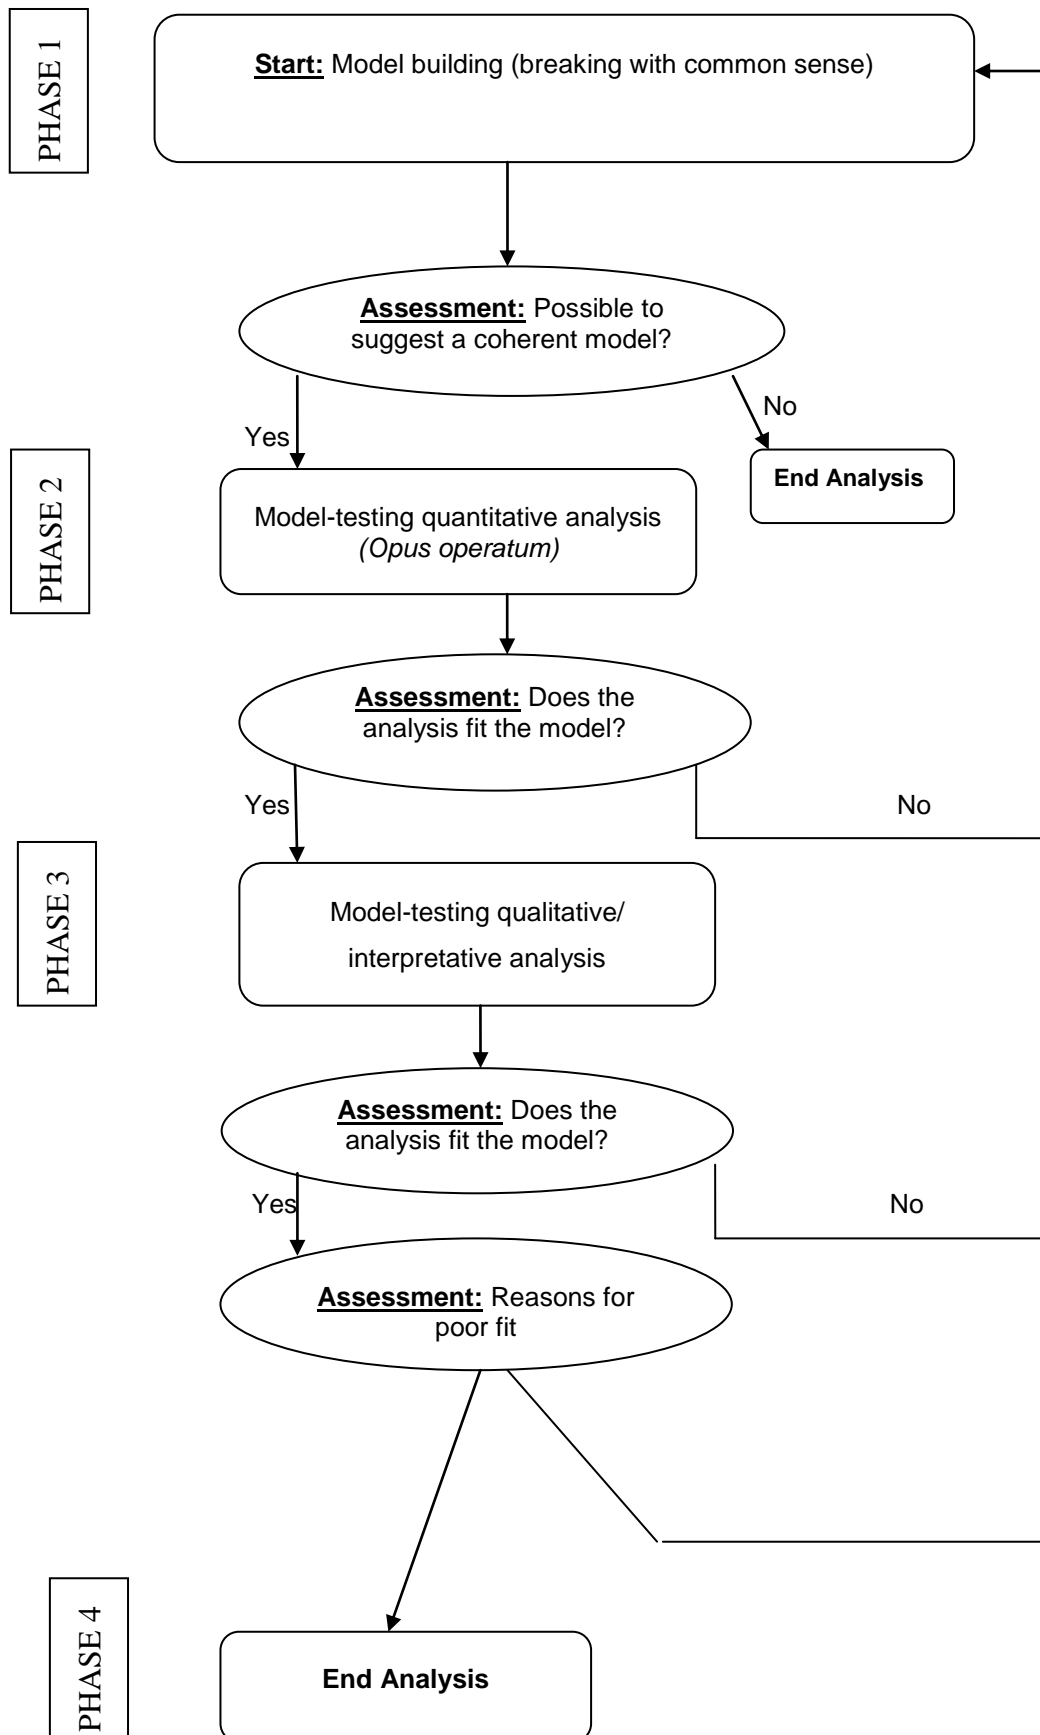 PHASE 1
Start: Model building (breaking with common sense)
Assessment: Possible to
suggest a coherent model?
Yes
No
PHASE 2
End Analysis
Model-testing quantitative analysis
(Opus operatum)
Assessment: Does the
analysis fit the model?
Yes
No
PHASE 3
Model-testing qualitative/
interpretative analysis
Assessment: Does the
analysis fit the model?
Yes
No
Assessment: Reasons for
poor fit
PHASE 4
End Analysis